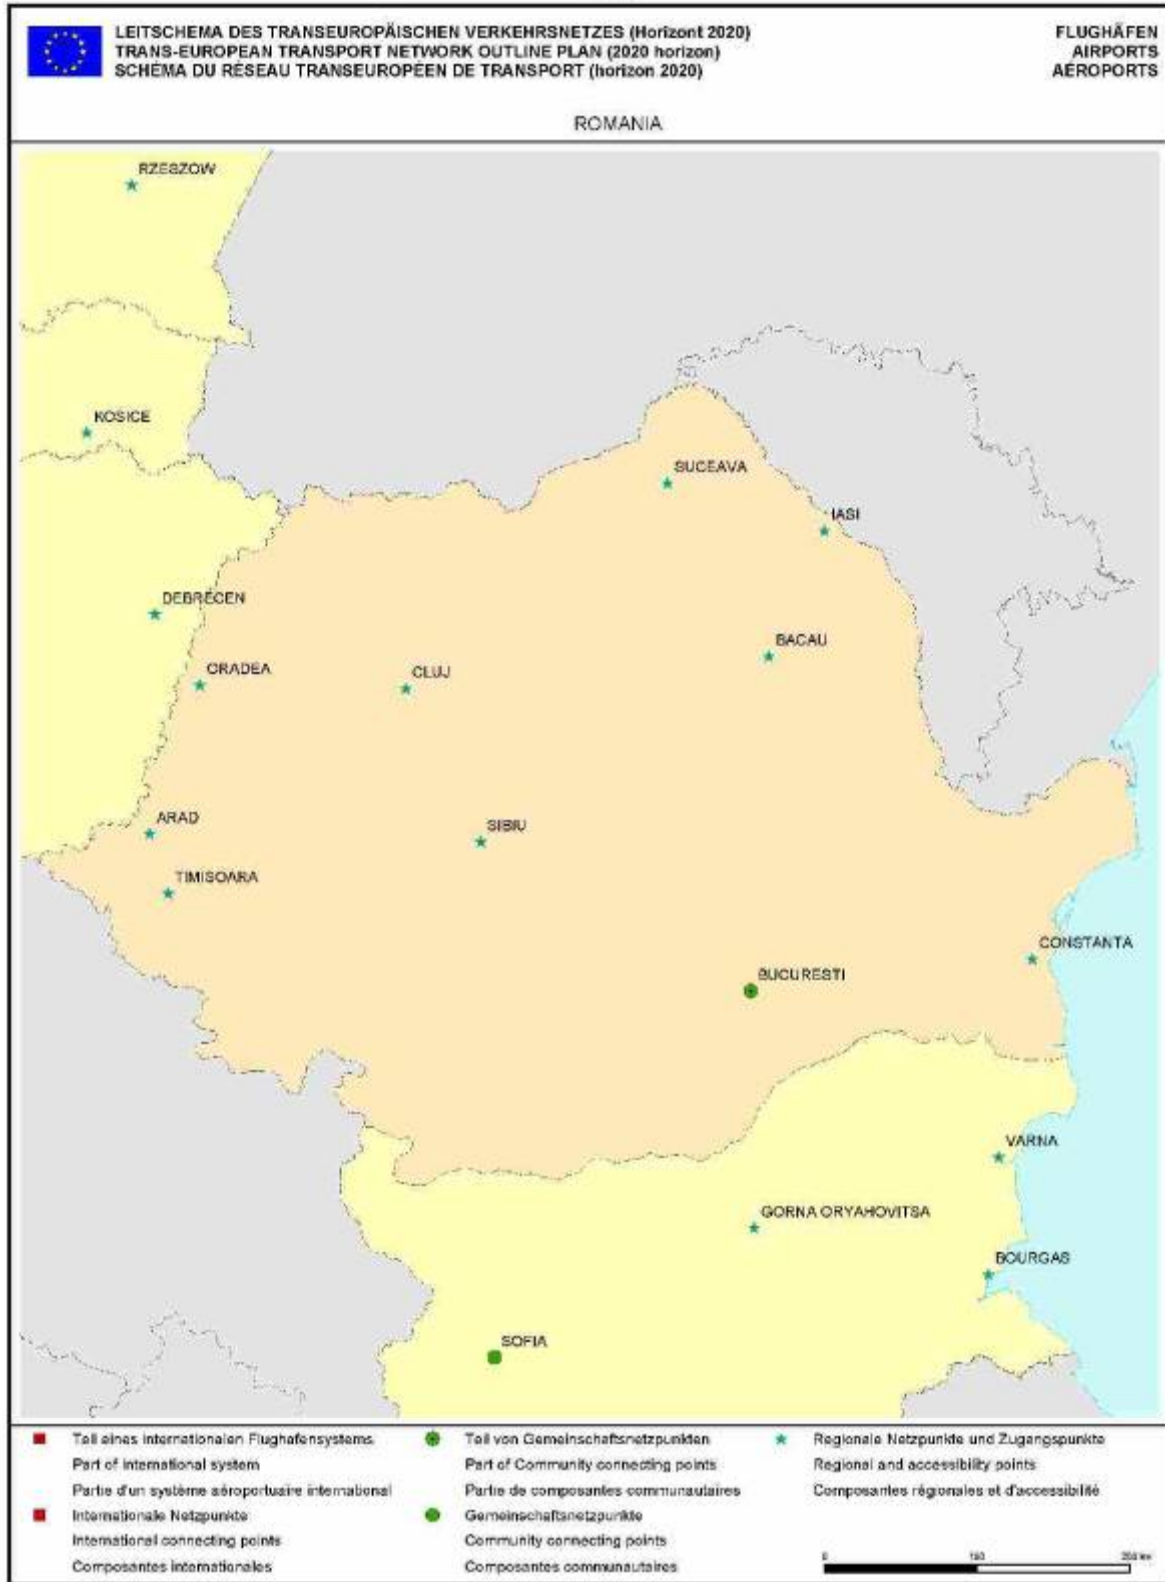 LEITSCHEMA DES TRANSEUROPÄISCHEN VERKEHRSNETZES (Horizont 2020)
TRANS-EUROPEAN TRANSPORT NETWORK OUTLINE PLAN (2020 horizon)
SCHÉMA DU RÉSEAU TRANSEUROPÉEN DE TRANSPORT (horizon 2020)
FLUGHÄFEN
AIRPORTS
AÉROPORTS
ROMANIA
RZESZOW
KOSICE
SUCEAVA
IASI
DEBRECEN
BACAU
ORADEA
CLUJ
ARAD
SIBIU
TIMISOARA
CONSTANTA
BUCURESTI
VARNA
GORNA ORYAHOVITSA
BOURGAS
SOFIA
Teil eines internationalen Flughafensystems
Part of international system
Partie d'un système aéroportuaire international
Internationale Netzpunkte
International connecting points
Composantes internationales
Teil von Gemeinschaftsnetzpunkten
Part of Community connecting points
Partie de composantes communautaires
Gemeinschaftsnetzpunkte
Community connecting points
Composantes communautaires
Regionale Netzpunkte und Zugangspunkte
Regional and accessibility points
Composantes régionales et d'accessibilité
0